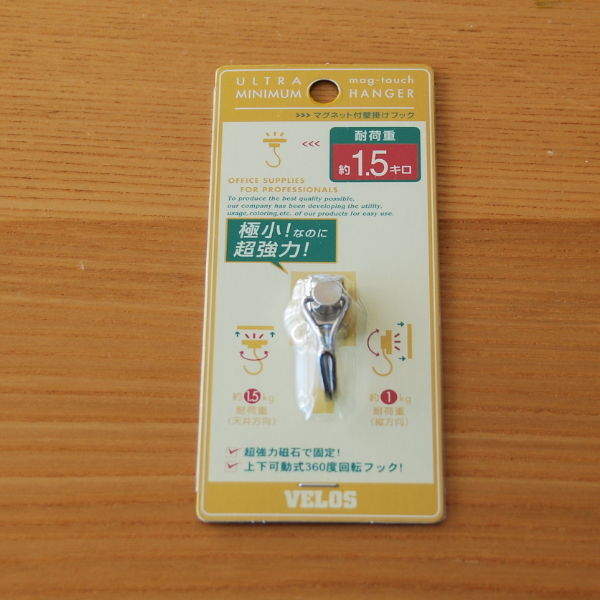 ULTRA mag-touch
MINIMUM HANGER
>>> マグネット付壁掛けフック
<<<
耐荷重
約1.5キロ
OFFICE SUPPLIES
FOR PROFESSIONALS
To produce the best quality possible,
our company has been developing the utility,
usage,coloring,etc. of our products for easy use.
極小!なのに
超強力!
約1.5kg
耐荷重
(天井方向)
約1kg
耐荷重
(縦方向)
超強力磁石で固定!
上下可動式360度回転フック!
VELOS